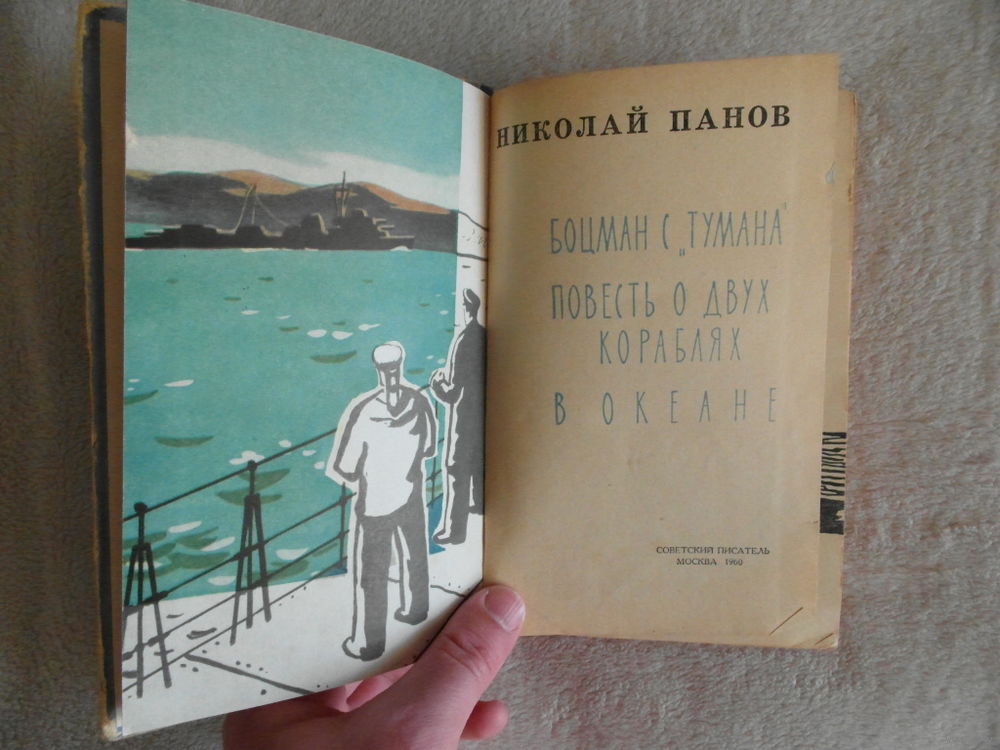 НИКОЛАЙ ПАНОВ
БОЦМАН С „ТУМАНА"
ПОВЕСТЬ О ДВУХ
КОРАБЛЯХ
В ОКЕАНЕ
СОВЕТСКИЙ ПИСАТЕЛЬ
МОСКВА 1960